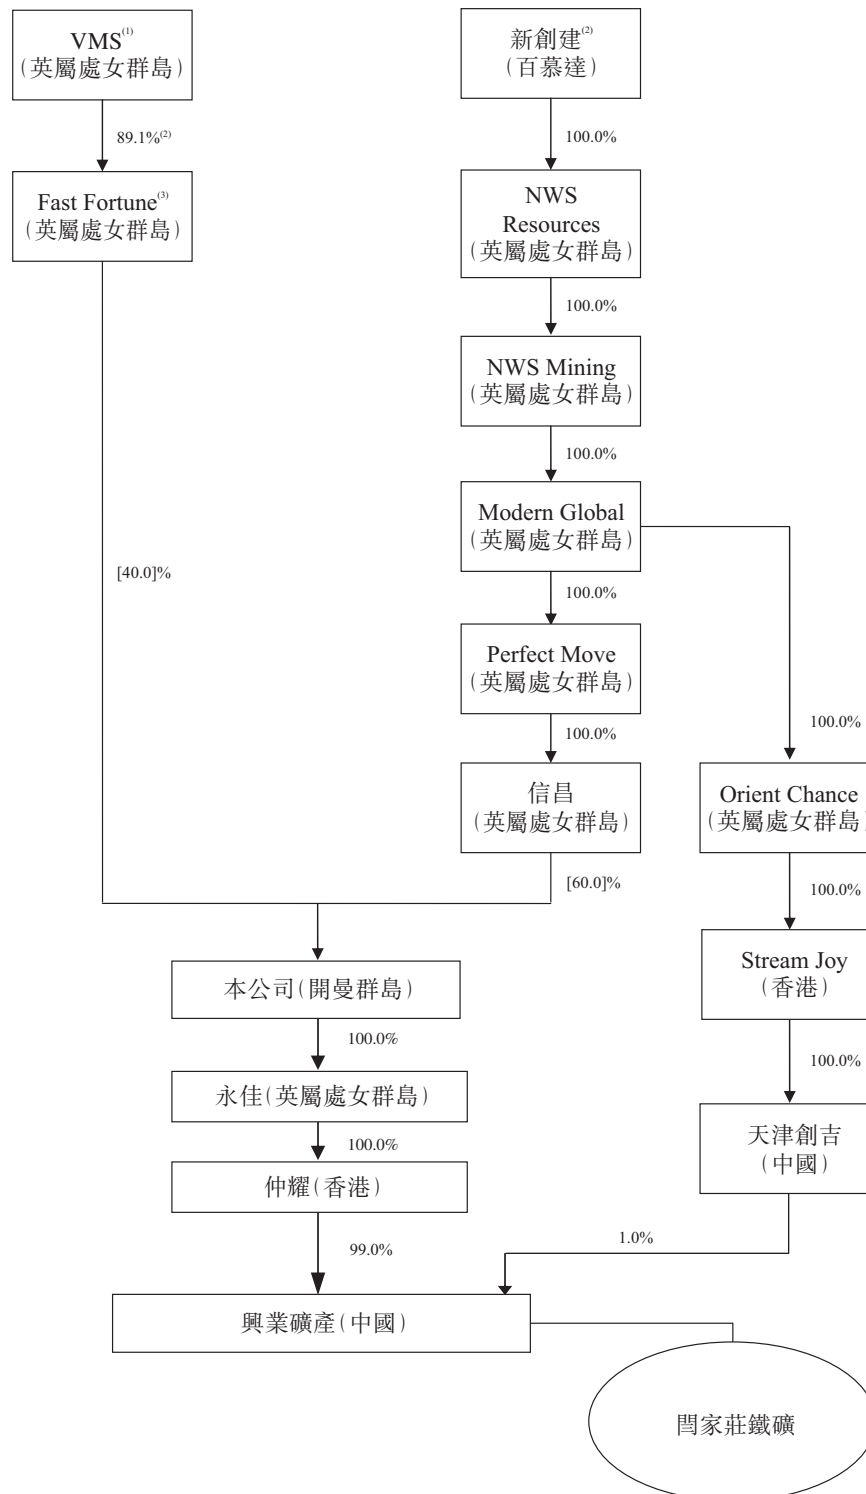 VMS(1)
(英屬處女群島)
新創建(2)
(百慕達)
89.1%(2)
100.0%
Fast Fortune(3)
(英屬處女群島)
NWS
Resources
(英屬處女群島)
100.0%
NWS Mining
(英屬處女群島)
100.0%
Modern Global
(英屬處女群島)
[40.0]%
100.0%
Perfect Move
(英屬處女群島)
100.0%
100.0%
信昌
(英屬處女群島)
Orient Chance
(英屬處女群島)
[60.0]%
100.0%
本公司(開曼群島)
Stream Joy
(香港)
100.0%
100.0%
永佳(英屬處女群島)
100.0%
天津創吉
(中國)
仲耀(香港)
99.0%
1.0%
興業礦產(中國)
閆家莊鐵礦